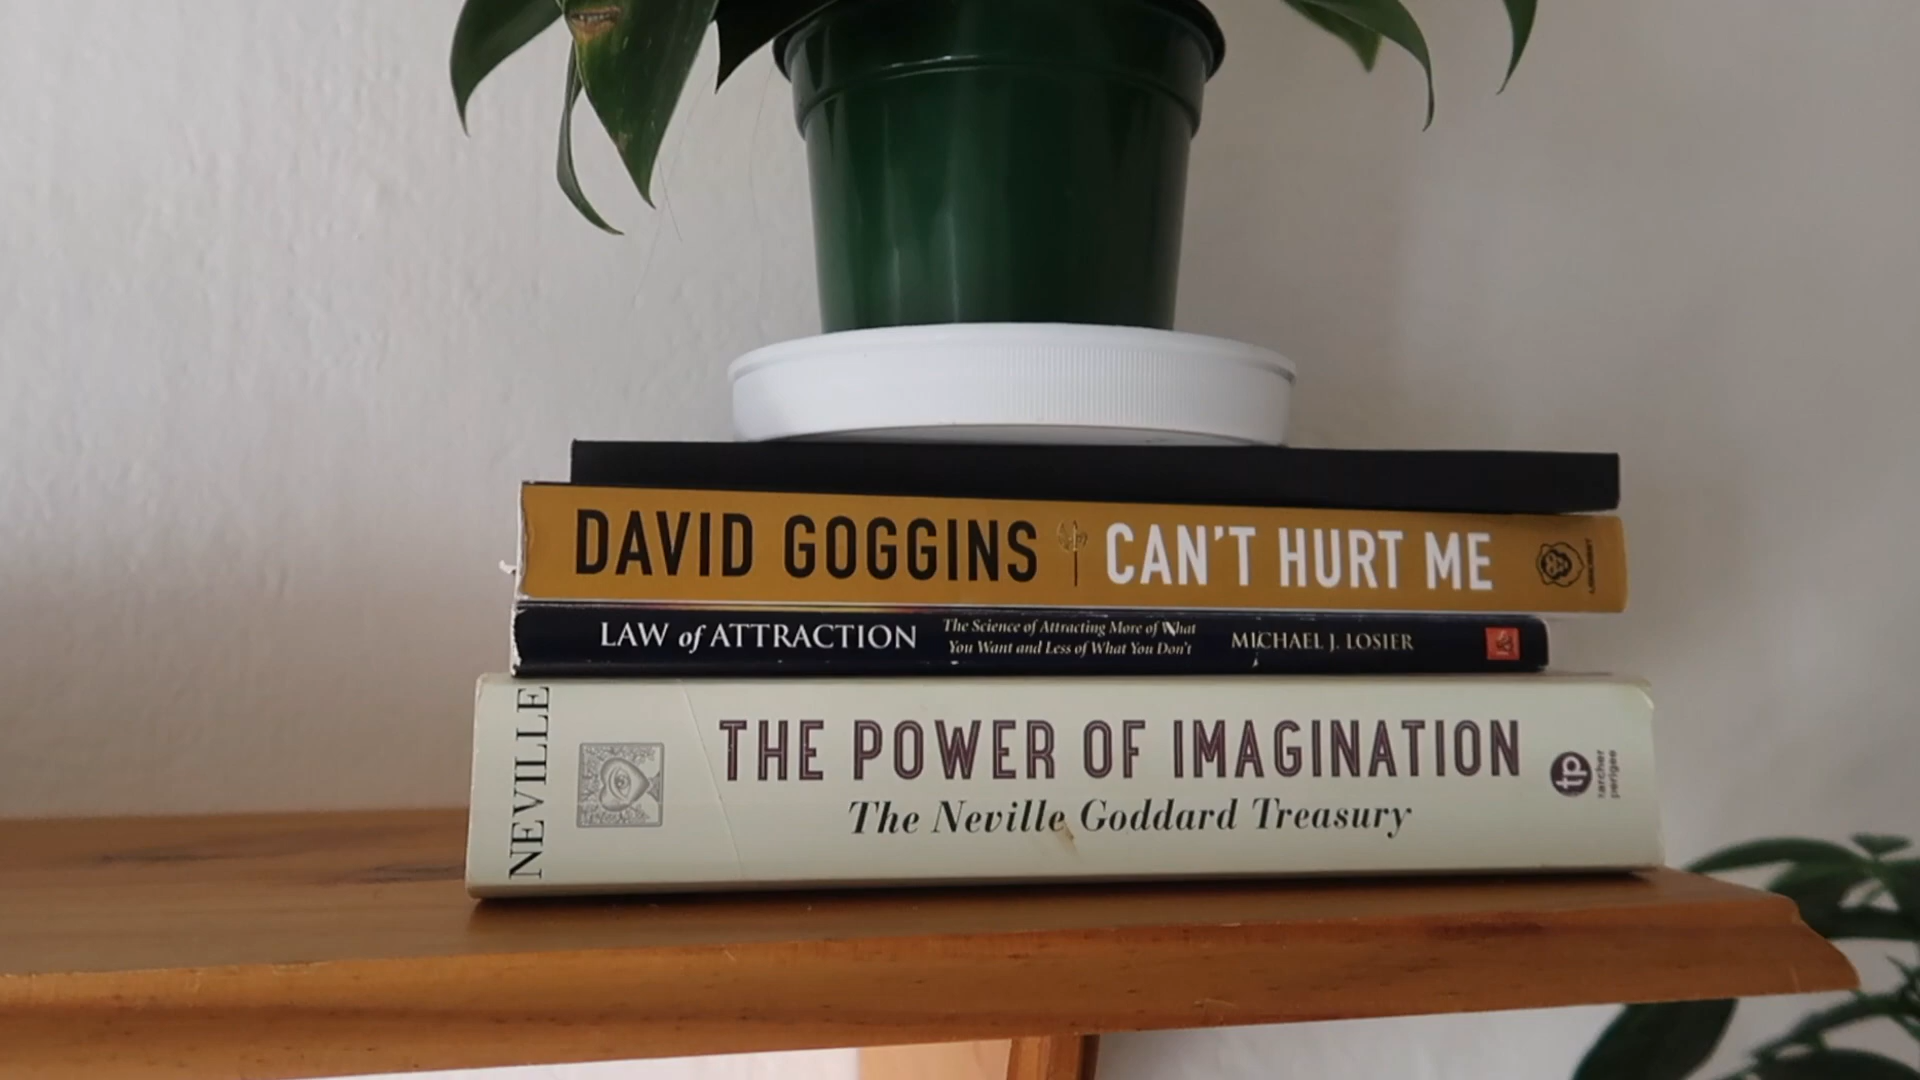 DAVID GOGGINS CAN'T HURT ME
LAW of ATTRACTION
The Science of Attracting More of What
You Want and Less of What You Don't
MICHAEL J. LOSIER
NEVILLE
THE POWER OF IMAGINATION
The Neville Goddard Treasury
tp
tarcher
perigee